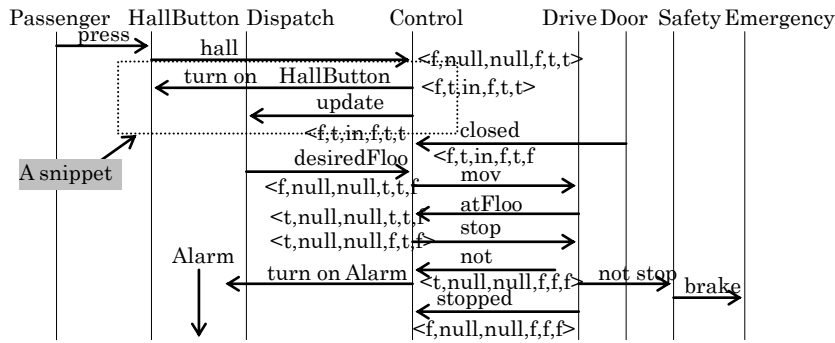 Passenger HallButton Dispatch Control Drive Door Safety Emergency
press
hall
<f,null,null,f,t,t>
turn on HallButton
<f,t,in,f,t,t>
update
<f,t,in,f,t,t
closed
<f,t,in,f,t,f
A snippet
desiredFloo
mov
<f,null,null,t,t,f
atFloo
<t,null,null,t,t,f
<t,null,null,f,t,f>
stop
Alarm
not
turn on Alarm
not stop
<t,null,null,f,f,f>
brake
stopped
<f,null,null,f,f,f>